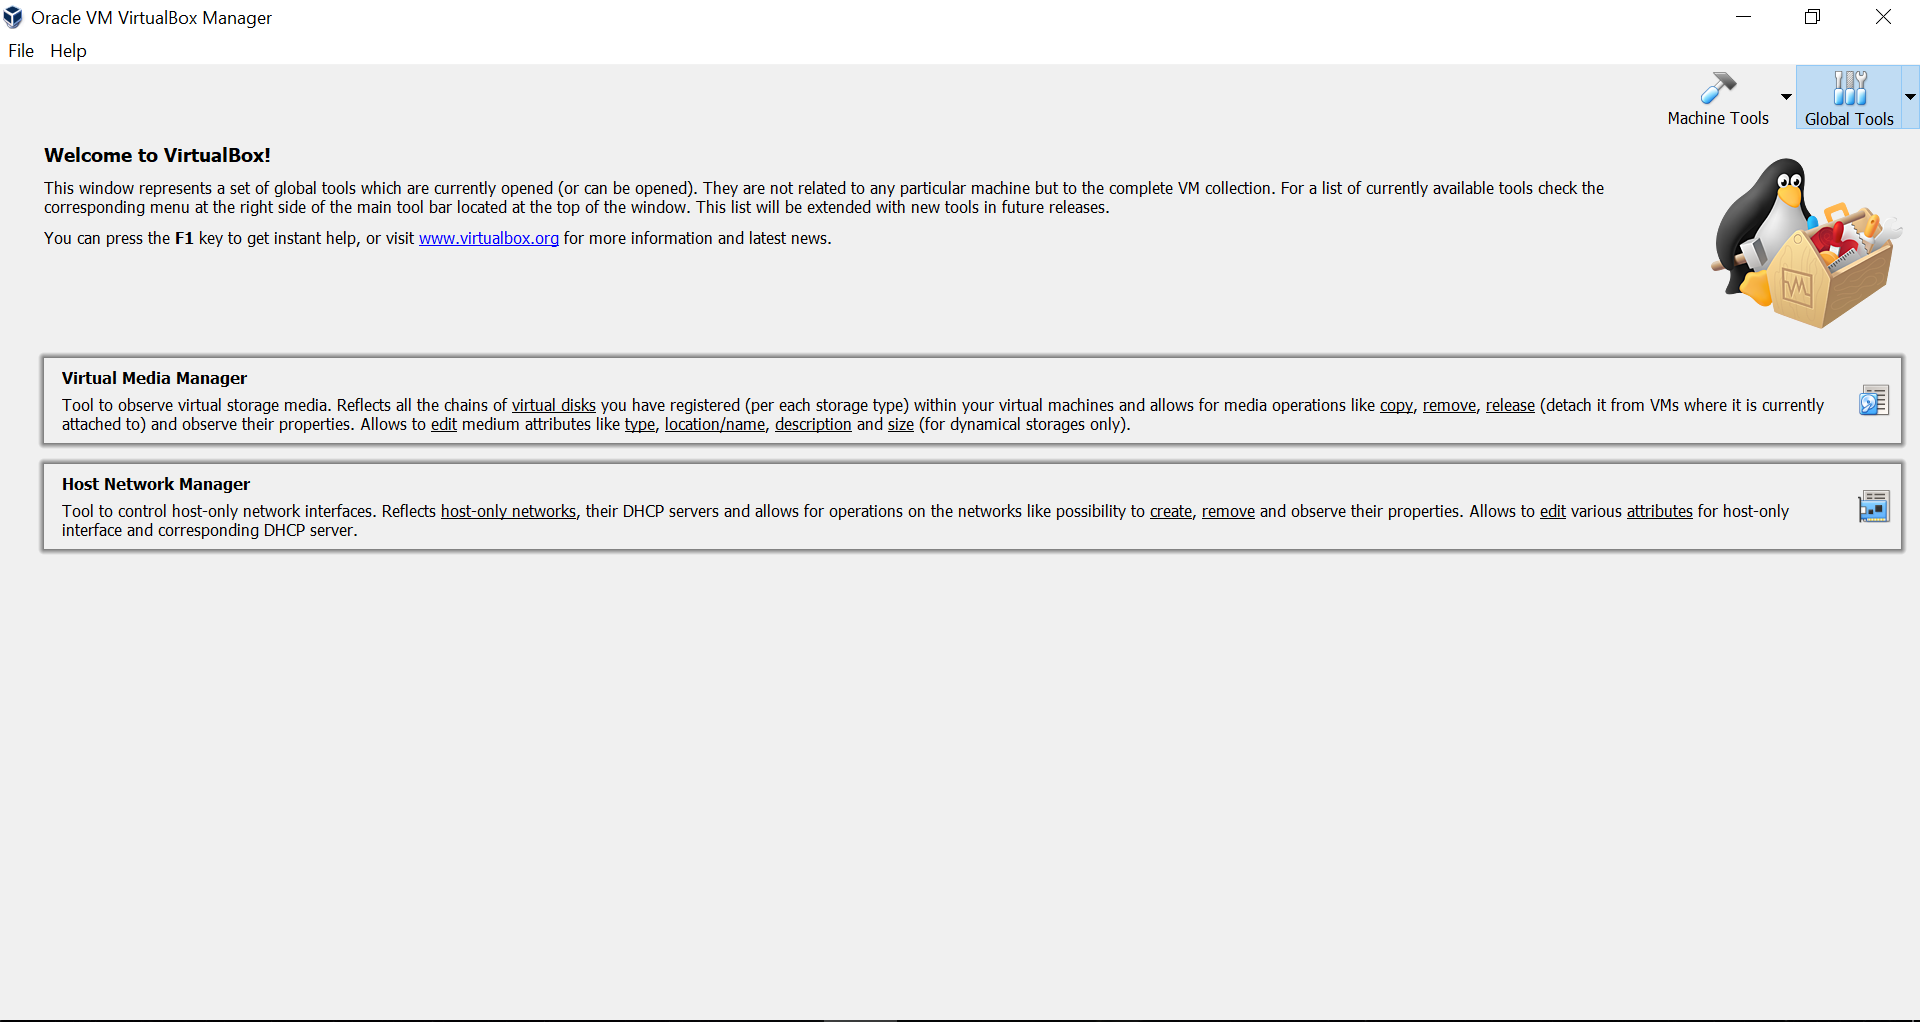 Oracle VM VirtualBox Manager
File Help
Machine Tools
Global Tools
Welcome to VirtualBox!
This window represents a set of global tools which are currently opened (or can be opened). They are not related to any particular machine but to the complete VM collection. For a list of currently available tools check the
corresponding menu at the right side of the main tool bar located at the top of the window. This list will be extended with new tools in future releases.
You can press the F1 key to get instant help, or visit www.virtualbox.org for more information and latest news.
Virtual Media Manager
Tool to observe virtual storage media. Reflects all the chains of virtual disks you have registered (per each storage type) within your virtual machines and allows for media operations like copy, remove, release (detach it from VMs where it is currently
attached to) and observe their properties. Allows to edit medium attributes like type, location/name, description and size (for dynamical storages only).
Host Network Manager
Tool to control host-only network interfaces. Reflects host-only networks, their DHCP servers and allows for operations on the networks like possibility to create, remove and observe their properties. Allows to edit various attributes for host-only
interface and corresponding DHCP server.